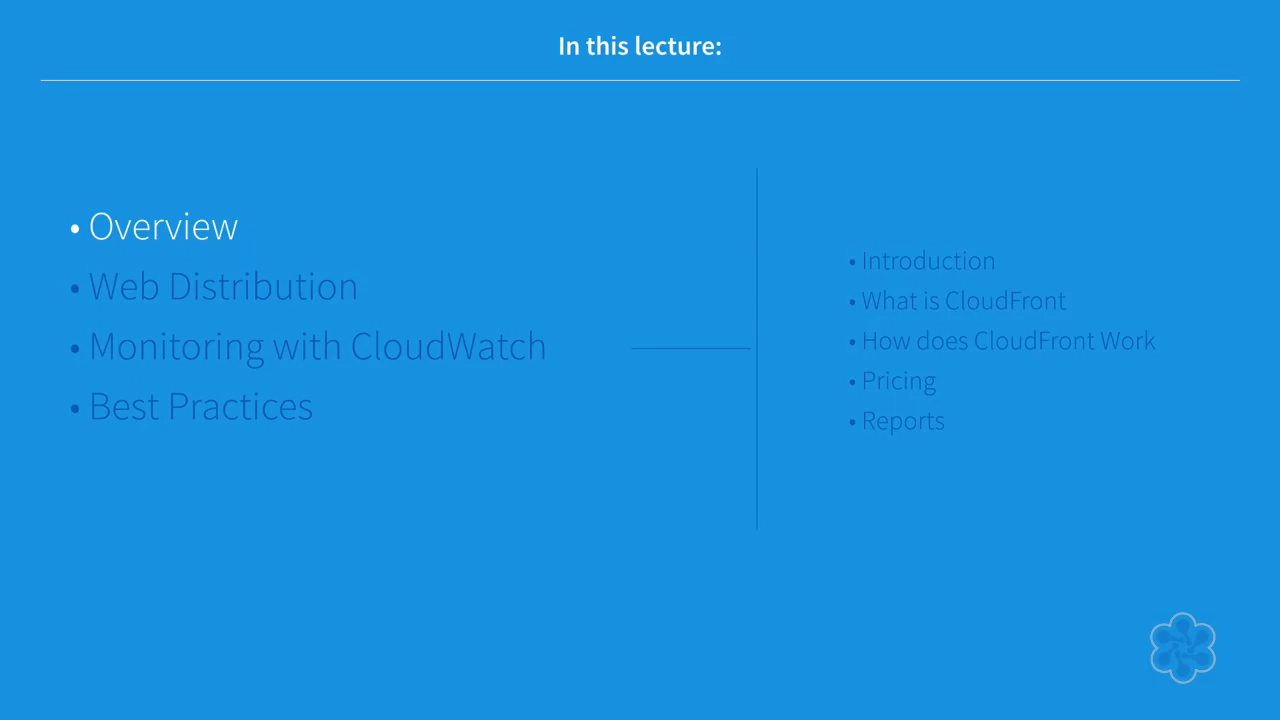 In this lecture:
• Overview
• Web Distribution
• Monitoring with CloudWatch
• Best Practices
• Introduction
• What is CloudFront
• How does CloudFront Work
• Pricing
• Reports